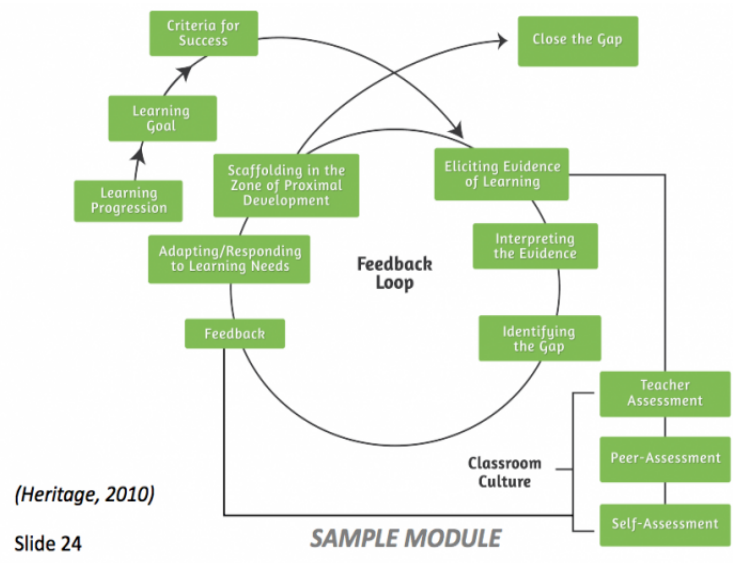 Criteria for
Success
Close the Gap
Learning
Goal
Scaffolding in the
Zone of Proximal
Development
Eliciting Evidence
of Learning
Learning
Progression
Adapting/Responding
to Learning Needs
Interpreting
the Evidence
Feedback
Loop
Feedback
Identifying
the Gap
Teacher
Assessment
Classroom
Culture
Peer-Assessment
Self-Assessment
(Heritage, 2010)
Slide 24
SAMPLE MODULE